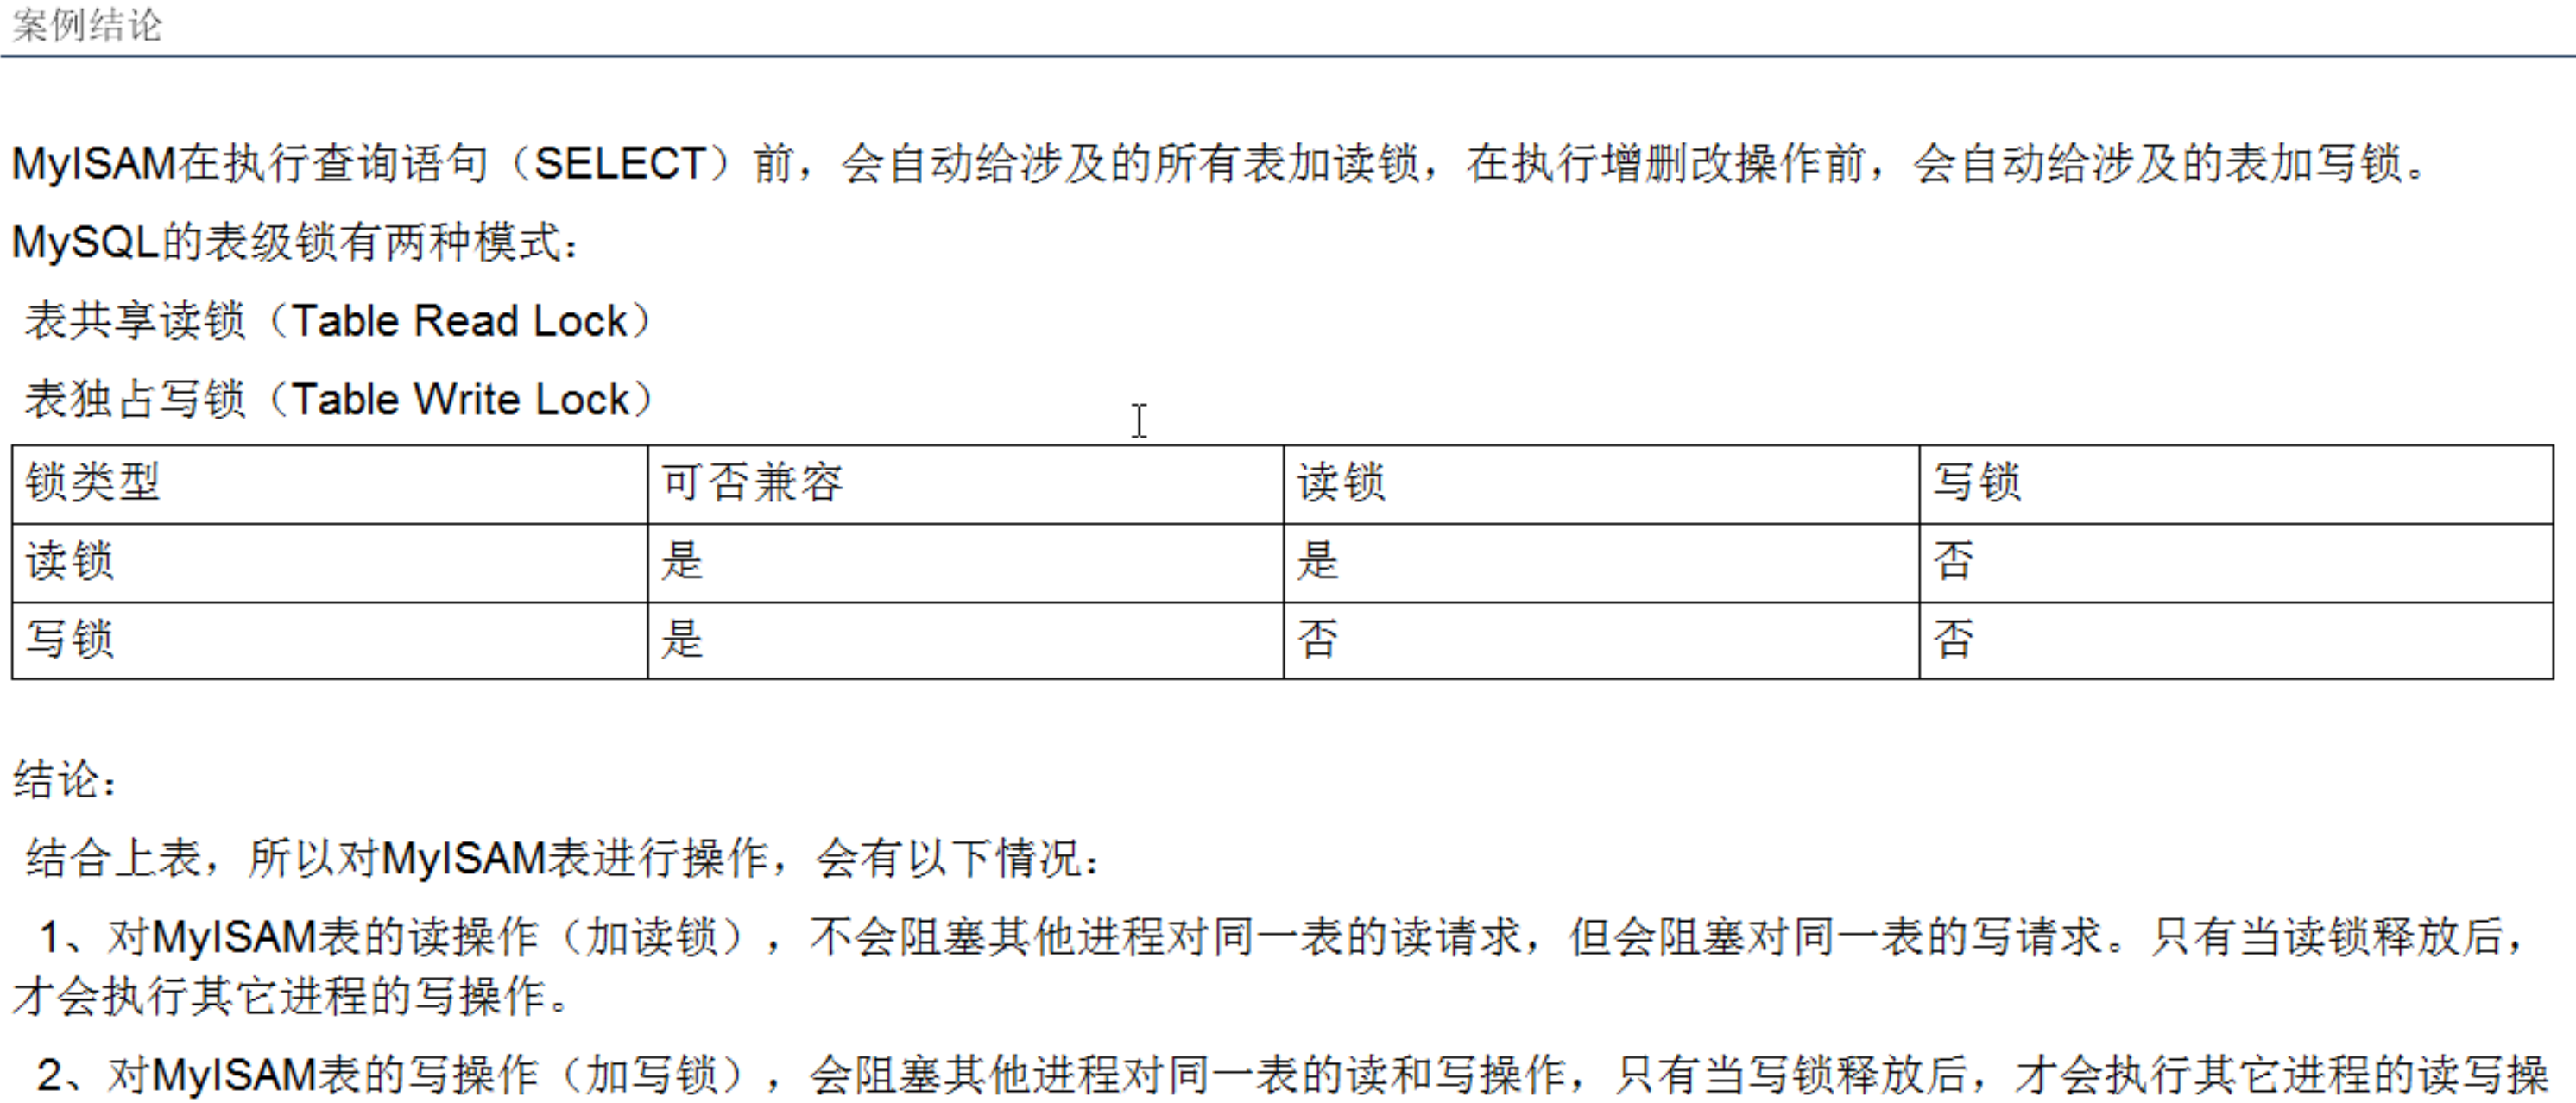 案例结论
MyISAM在执行查询语句（SELECT）前，会自动给涉及的所有表加读锁，在执行增删改操作前，会自动给涉及的表加写锁。
MySQL的表级锁有两种模式：
表共享读锁（Table Read Lock）
表独占写锁（Table Write Lock）
锁类型 可否兼容 读锁 写锁
读锁 是 是 否
写锁 是 否 否
结论：
结合上表，所以对MyISAM表进行操作，会有以下情况：
1、对MyISAM表的读操作（加读锁），不会阻塞其他进程对同一表的读请求，但会阻塞对同一表的写请求。只有当读锁释放后，
才会执行其它进程的写操作。
2、对MyISAM表的写操作（加写锁），会阻塞其他进程对同一表的读和写操作，只有当写锁释放后，才会执行其它进程的读写操